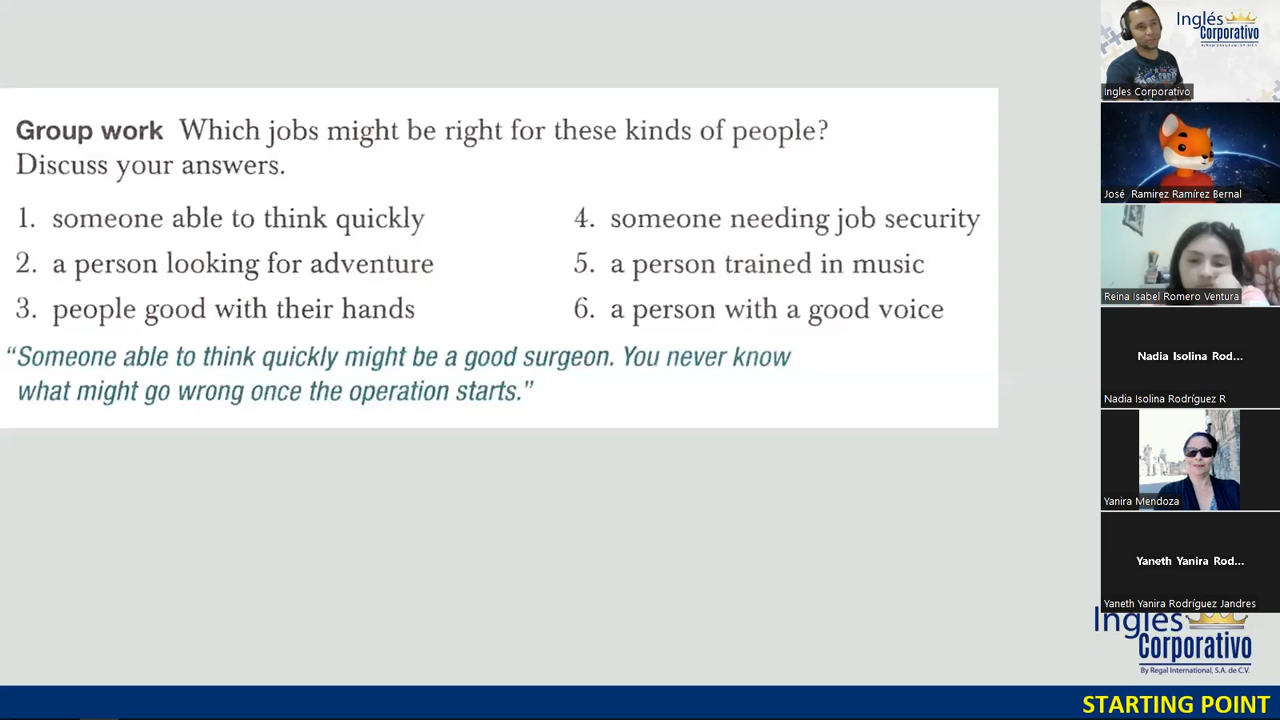 Group work Which jobs might be right for these kinds of people?
Discuss your answers.
1. someone able to think quickly
2. a person looking for adventure
3. people good with their hands
4. someone needing job security
5. a person trained in music
6. a person with a good voice
“Someone able to think quickly might be a good surgeon. You never know
what might go wrong once the operation starts.”
Inglés
Corporativo
By Regal International, S.A. de C.V.
Ingles Corporativo
José Ramirez Ramírez Bernal
Reina Isabel Romero Ventura
Nadia Isolina Rod...
Nadia Isolina Rodríguez R
Yanira Mendoza
Yaneth Yanira Rod...
Yaneth Yanira Rodríguez Jandres
Inglés
Corporativo
By Regal International, S.A. de C.V.
STARTING POINT